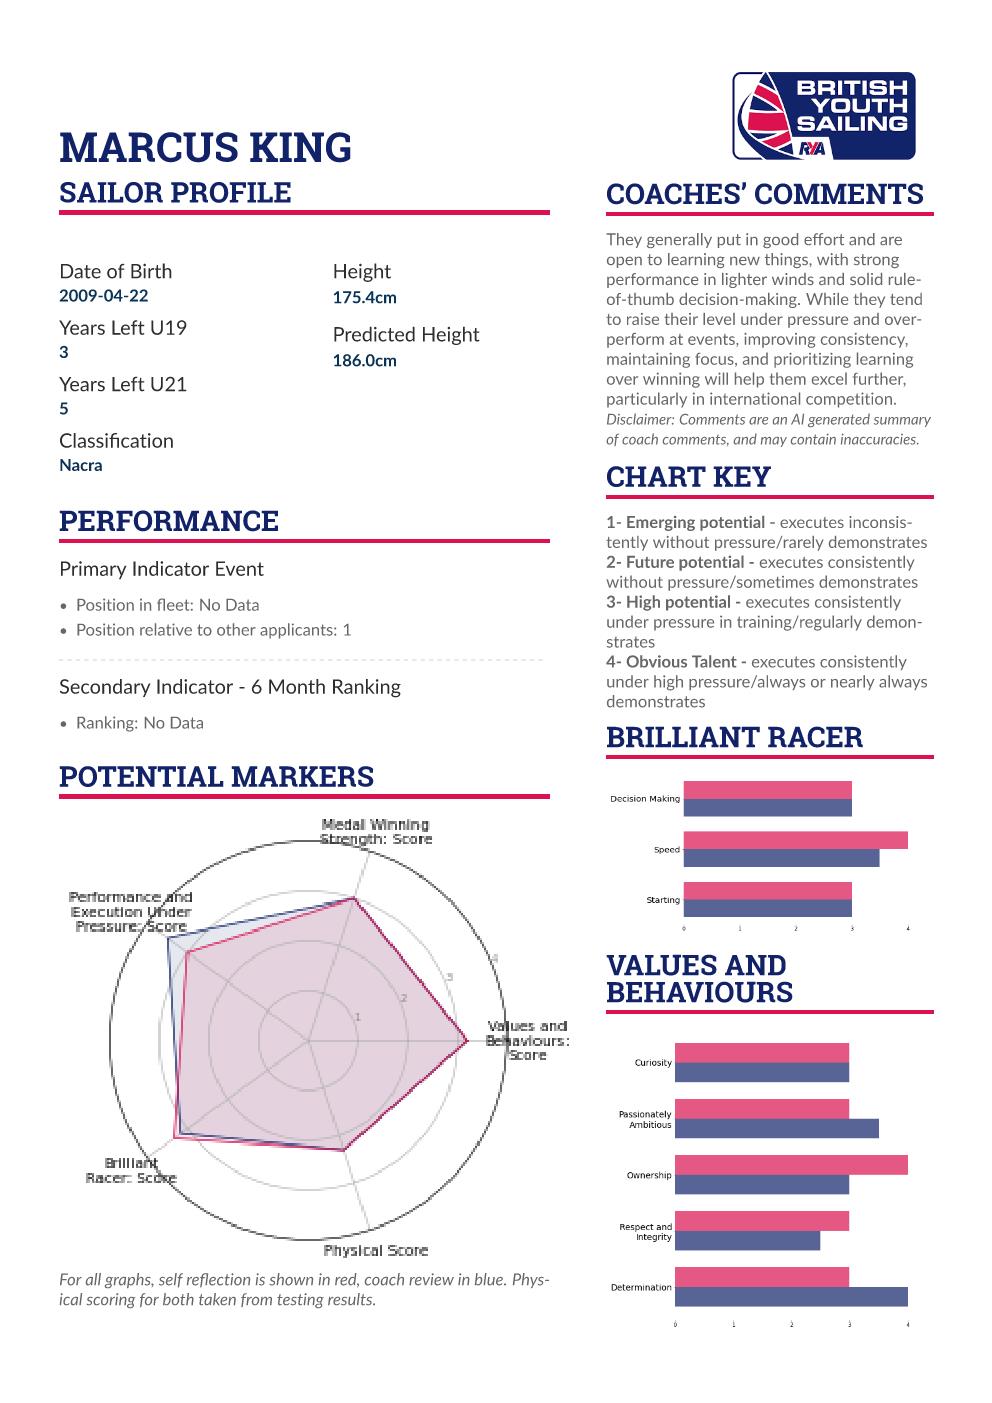 BRITISH
YOUTH
SAILING
RYA
MARCUS KING
SAILOR PROFILE
Date of Birth
2009-04-22
Years Left U19
3
Years Left U21
5
Classification
Nacra
Height
175.4cm
Predicted Height
186.0cm
PERFORMANCE
Primary Indicator Event
• Position in fleet: No Data
• Position relative to other applicants: 1
Secondary Indicator - 6 Month Ranking
• Ranking: No Data
POTENTIAL MARKERS
Medal Winning
Strength: Score
Performance and
Execution Under
Pressure: Score
4
3
2
1
Values and
Behaviours:
Score
Brilliant
Racer: Score
Physical Score
For all graphs, self reflection is shown in red, coach review in blue. Phys-
ical scoring for both taken from testing results.
COACHES’ COMMENTS
They generally put in good effort and are
open to learning new things, with strong
performance in lighter winds and solid rule-
of-thumb decision-making. While they tend
to raise their level under pressure and over-
perform at events, improving consistency,
maintaining focus, and prioritizing learning
over winning will help them excel further,
particularly in international competition.
Disclaimer: Comments are an AI generated summary
of coach comments, and may contain inaccuracies.
CHART KEY
1- Emerging potential - executes inconsis-
tently without pressure/rarely demonstrates
2- Future potential - executes consistently
without pressure/sometimes demonstrates
3- High potential - executes consistently
under pressure in training/regularly demon-
strates
4- Obvious Talent - executes consistently
under high pressure/always or nearly always
demonstrates
BRILLIANT RACER
Decision Making
Speed
Starting
0 1 2 3 4
VALUES AND
BEHAVIOURS
Curiosity
Passionately
Ambitious
Ownership
Respect and
Integrity
Determination
0 1 2 3 4